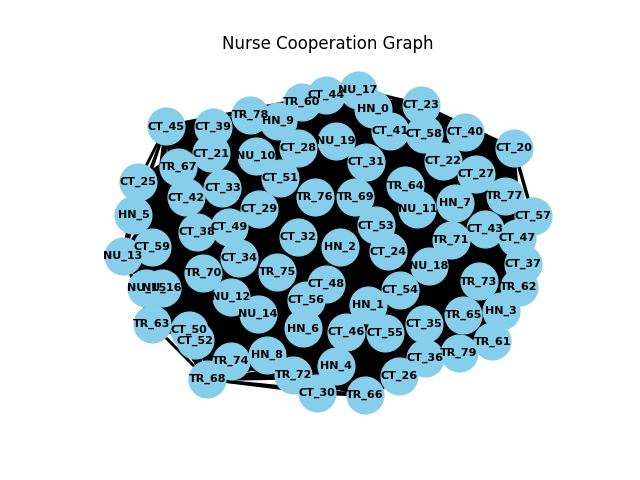 Nurse Cooperation Graph
NU_17
CT_44
TR_60
CT_23
HN_0
TR_78
HN_9
CT_45
CT_39
CT_41
CT_58
CT_40
NU_19
CT_28
CT_20
CT_21
NU_10
CT_31
CT_22
TR_67
CT_27
CT_25
CT_51
CT_33
TR_64
CT_42
TR_76
TR_69
TR_77
HN_7
CT_29
NU_11
HN_5
CT_57
CT_53
CT_49
CT_43
CT_38
CT_32
CT_47
TR_71
HN_2
CT_59
CT_24
NU_13
CT_34
CT_37
NU_18
TR_70
TR_75
TR_73
CT_48
TR_62
NU_16
CT_54
NU_12
CT_56
HN_1
HN_3
NU_14
TR_65
TR_63
CT_35
HN_6
CT_50
CT_46
CT_55
CT_52
TR_61
TR_79
HN_8
CT_36
TR_74
HN_4
TR_72
CT_26
TR_68
CT_30
TR_66